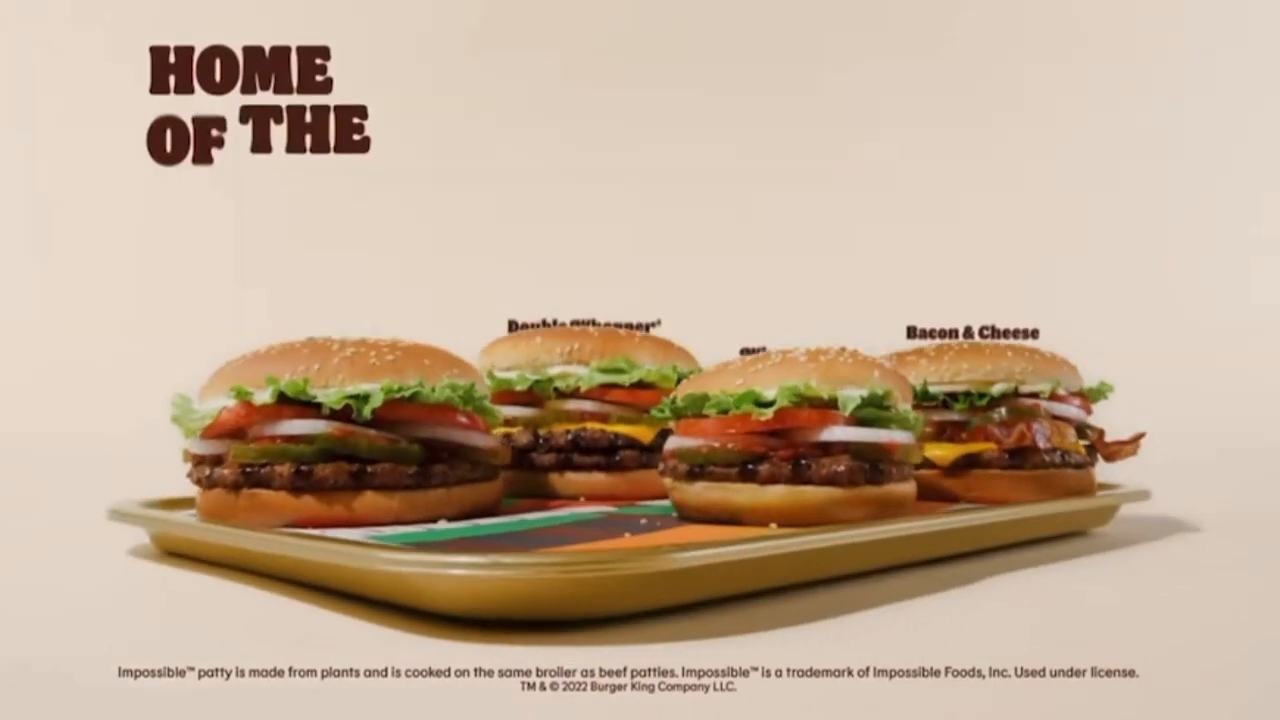 HOME
OF THE
Double Whopper®
Bacon & Cheese
Impossible™ patty is made from plants and is cooked on the same broiler as beef patties. Impossible™ is a trademark of Impossible Foods, Inc. Used under license.
TM & © 2022 Burger King Company LLC.